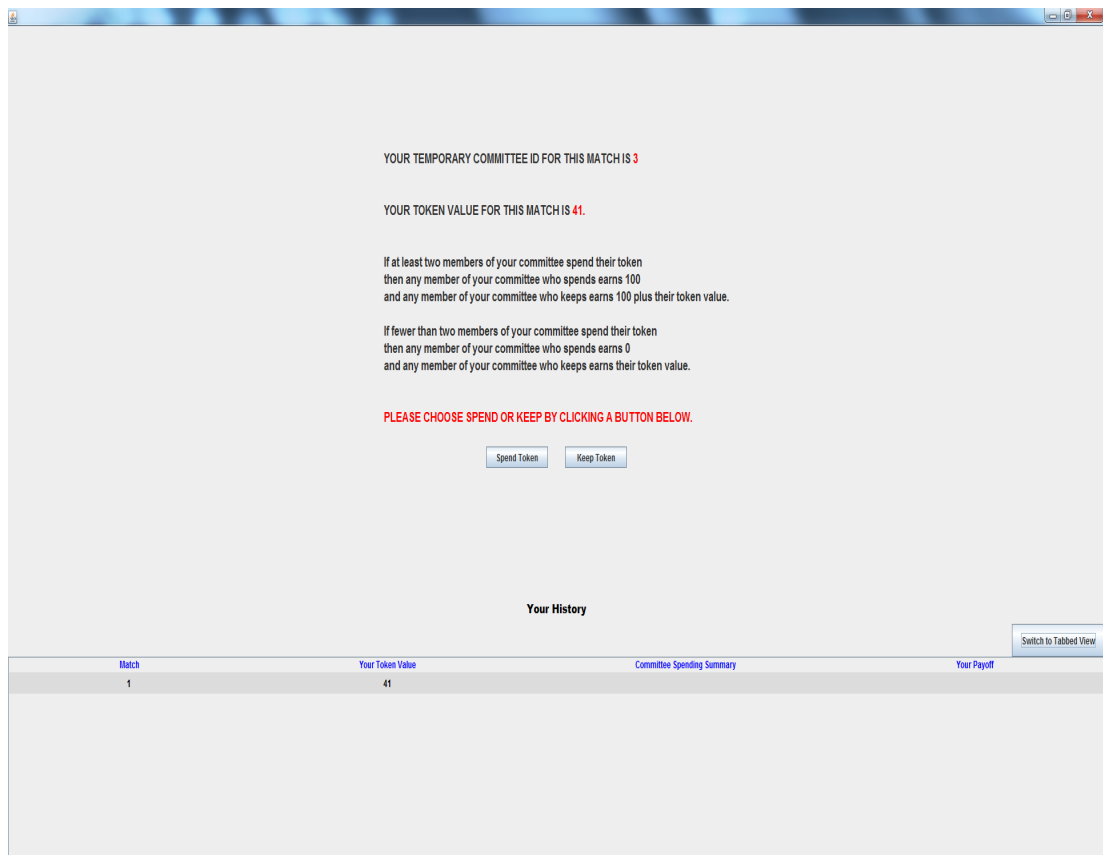 YOUR TEMPORARY COMMITTEE ID FOR THIS MATCH IS 3
YOUR TOKEN VALUE FOR THIS MATCH IS 41.
If at least two members of your committee spend their token
then any member of your committee who spends earns 100
and any member of your committee who keeps earns 100 plus their token value.
If fewer than two members of your committee spend their token
then any member of your committee who spends earns 0
and any member of your committee who keeps earns their token value.
PLEASE CHOOSE SPEND OR KEEP BY CLICKING A BUTTON BELOW.
Spend Token Keep Token
Your History
Switch to Tabbed View
Match Your Token Value Committee Spending Summary Your Payoff
1 41